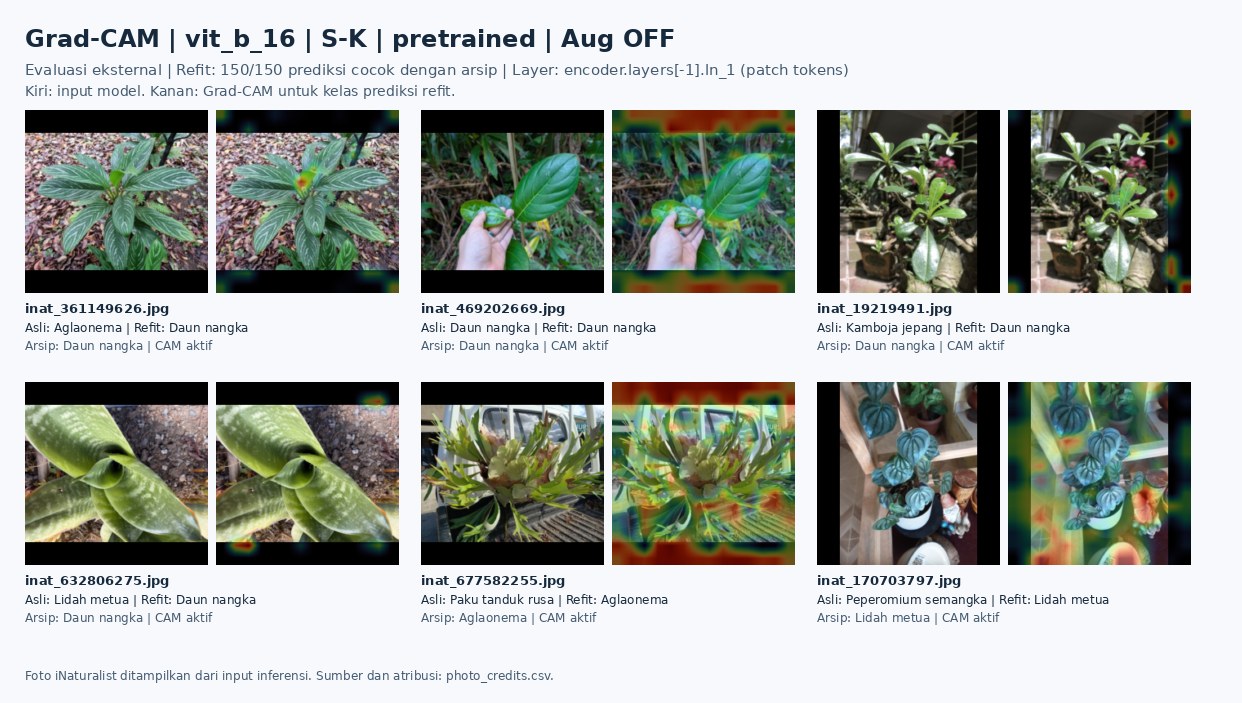 Grad-CAM | vit_b_16 | S-K | pretrained | Aug OFF
Evaluasi eksternal | Refit: 150/150 prediksi cocok dengan arsip | Layer: encoder.layers[-1].ln_1 (patch tokens)
Kiri: input model. Kanan: Grad-CAM untuk kelas prediksi refit.
inat_361149626.jpg
Asli: Aglaonema | Refit: Daun nangka
Arsip: Daun nangka | CAM aktif
inat_469202669.jpg
Asli: Daun nangka | Refit: Daun nangka
Arsip: Daun nangka | CAM aktif
inat_19219491.jpg
Asli: Kamboja jepang | Refit: Daun nangka
Arsip: Daun nangka | CAM aktif
inat_632806275.jpg
Asli: Lidah metua | Refit: Daun nangka
Arsip: Daun nangka | CAM aktif
inat_677582255.jpg
Asli: Paku tanduk rusa | Refit: Aglaonema
Arsip: Aglaonema | CAM aktif
inat_170703797.jpg
Asli: Peperomium semangka | Refit: Lidah metua
Arsip: Lidah metua | CAM aktif
Foto iNaturalist ditampilkan dari input inferensi. Sumber dan atribusi: photo_credits.csv.